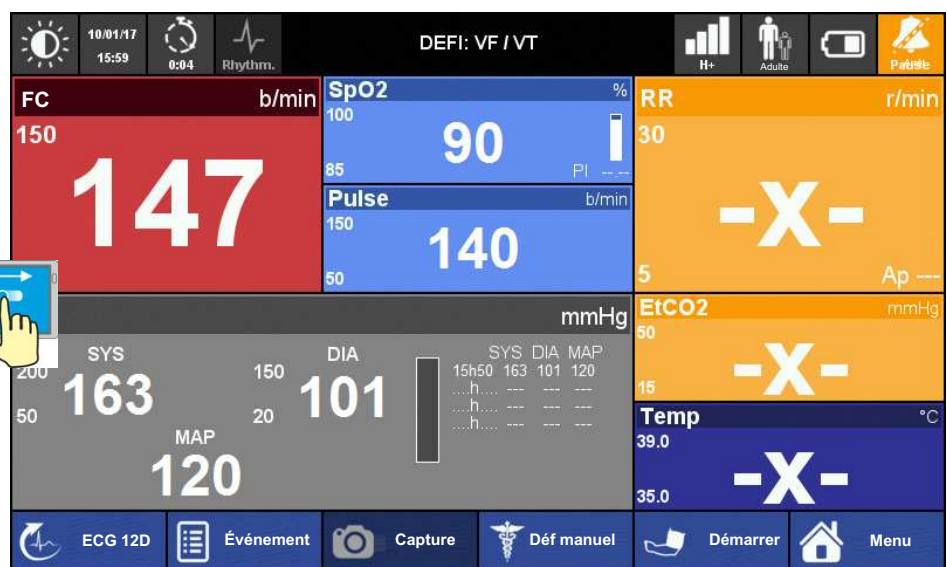 10/01/17
15:59
0:04
Rhythm.
DEFI: VF / VT
H+
Adulte
FC b/min
150
147
SpO2 %
100
90
85
PI --.--
Pulse b/min
150
140
50
RR r/min
30
-X-
5
Ap ---
mmHg
SYS
200
163
50
DIA
150
101
20
MAP
120
SYS DIA MAP
15h50 163 101 120
....h.... --- --- ---
....h.... --- --- ---
....h.... --- --- ---
EtCO2 mmHg
50
-X-
15
Temp °C
39.0
-X-
35.0
ECG 12D
Événement
Capture
Déf manuel
Démarrer
Menu